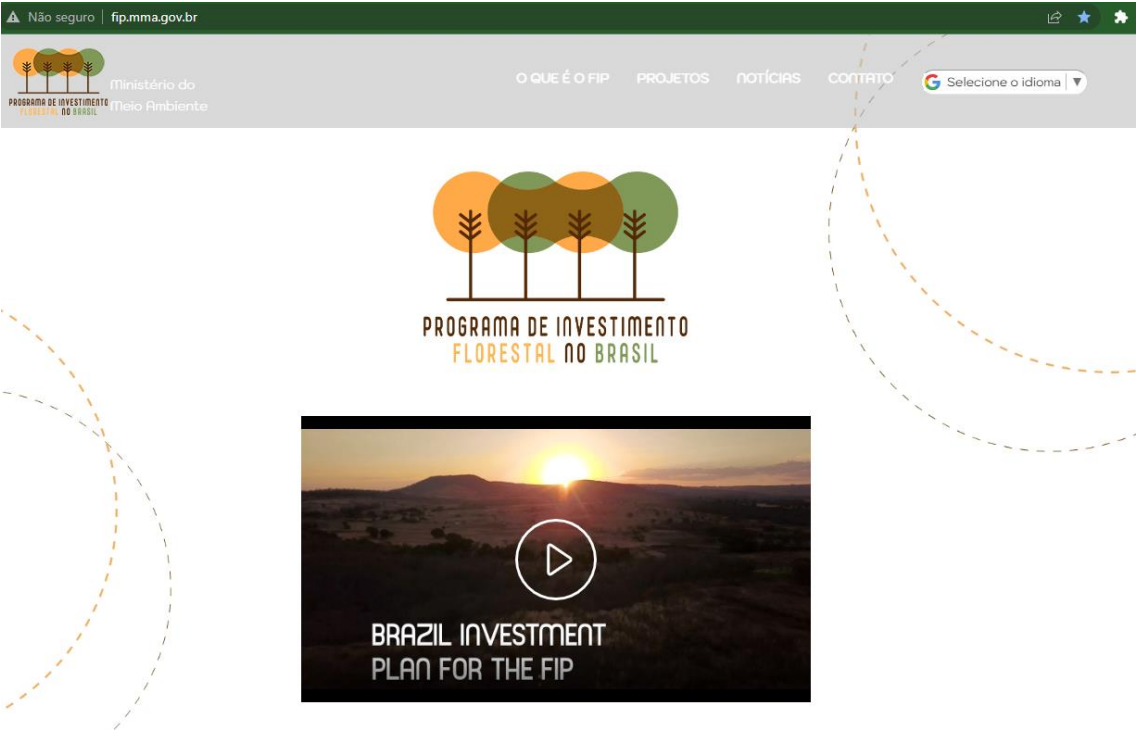 Não seguro | fip.mma.gov.br
PROGRAMA DE INVESTIMENTO
FLORESTAL NO BRASIL
Ministério do
Meio Ambiente
O QUE É O FIP PROJETOS NOTÍCIAS CONTATO
Selecione o idioma
PROGRAMA DE INVESTIMENTO
FLORESTAL NO BRASIL
BRAZIL INVESTMENT
PLAN FOR THE FIP